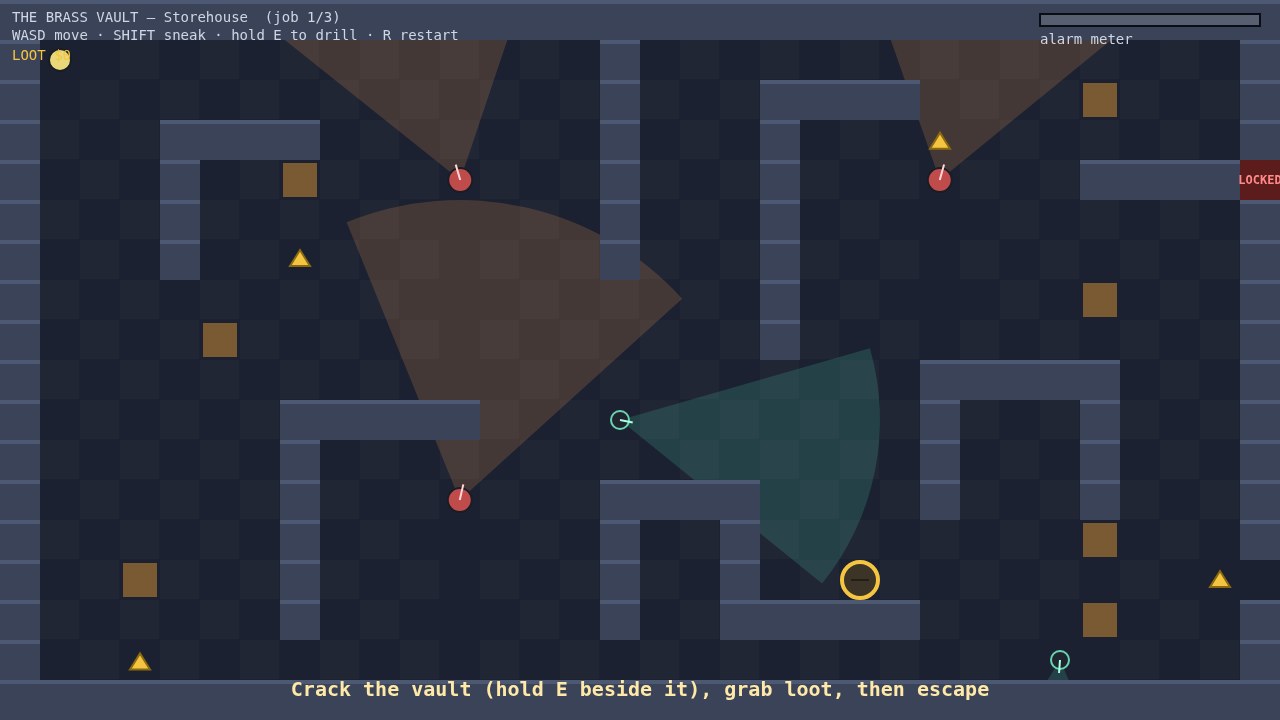 THE BRASS VAULT — Storehouse  (job 1/3)
WASD move · SHIFT sneak · hold E to drill · R restart
LOOT $0
alarm meter
LOCKED
Crack the vault (hold E beside it), grab loot, then escape